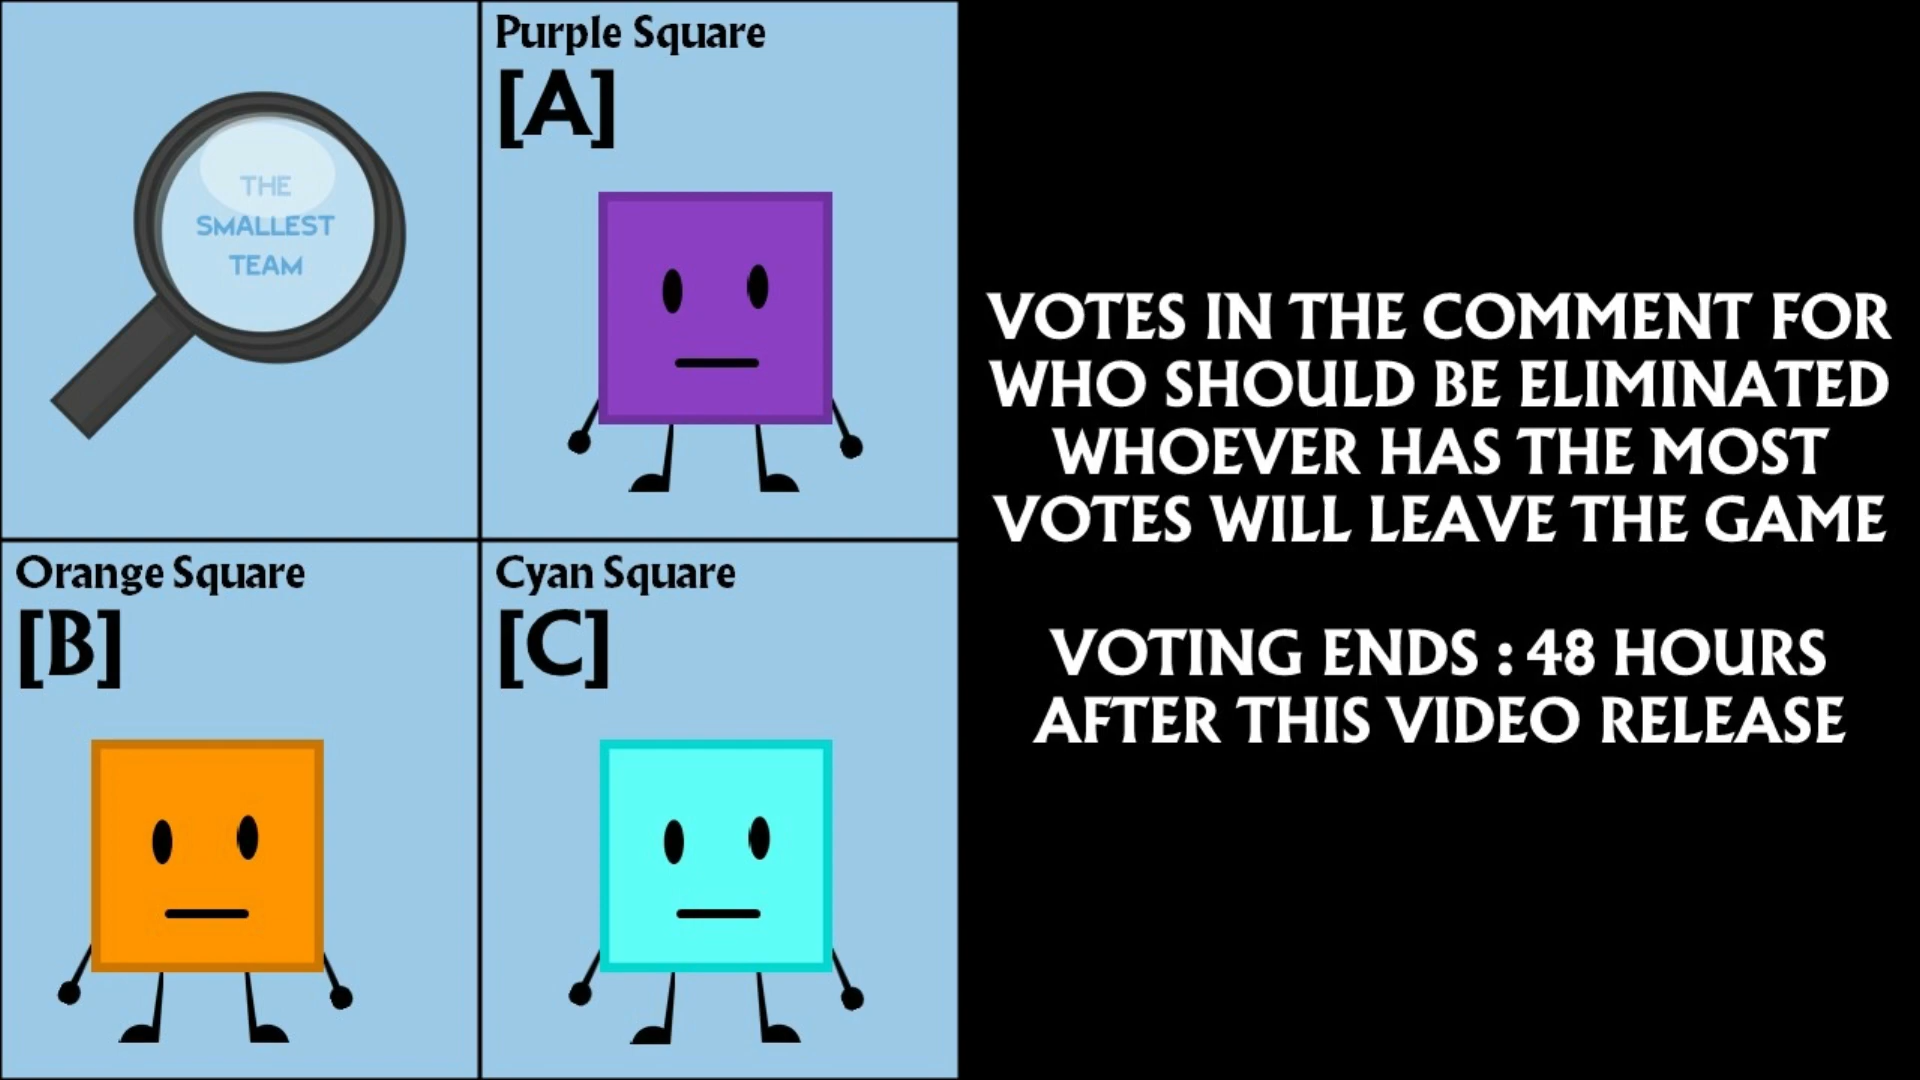 THE
SMALLEST
TEAM
Purple Square
[A]
Orange Square
[B]
Cyan Square
[C]
VOTES IN THE COMMENT FOR
WHO SHOULD BE ELIMINATED
WHOEVER HAS THE MOST
VOTES WILL LEAVE THE GAME
VOTING ENDS : 48 HOURS
AFTER THIS VIDEO RELEASE